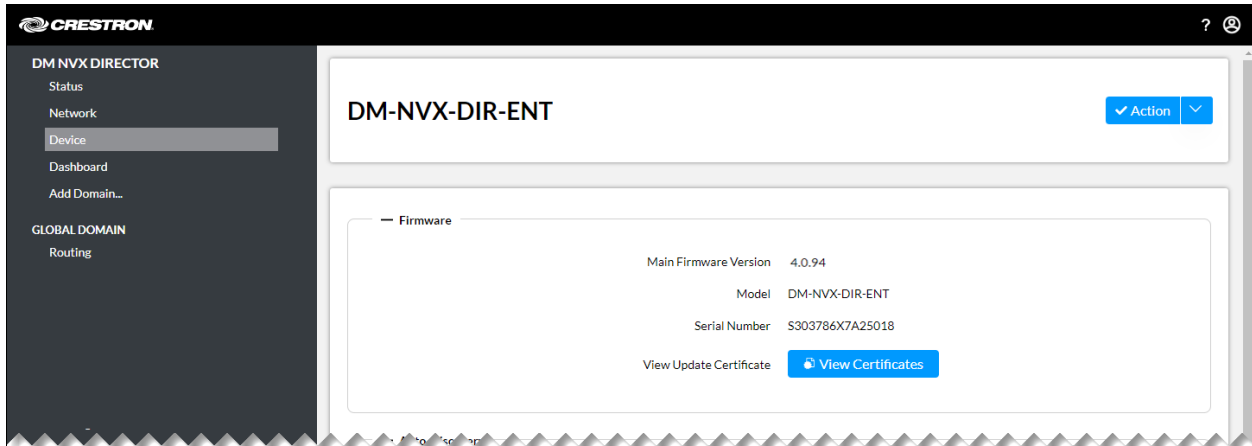 CRESTRON.
?
DM NVX DIRECTOR
Status
Network
Device
Dashboard
Add Domain...
GLOBAL DOMAIN
Routing
DM-NVX-DIR-ENT
Action
Firmware
Main Firmware Version 4.0.94
Model DM-NVX-DIR-ENT
Serial Number S303786X7A25018
View Update Certificate View Certificates